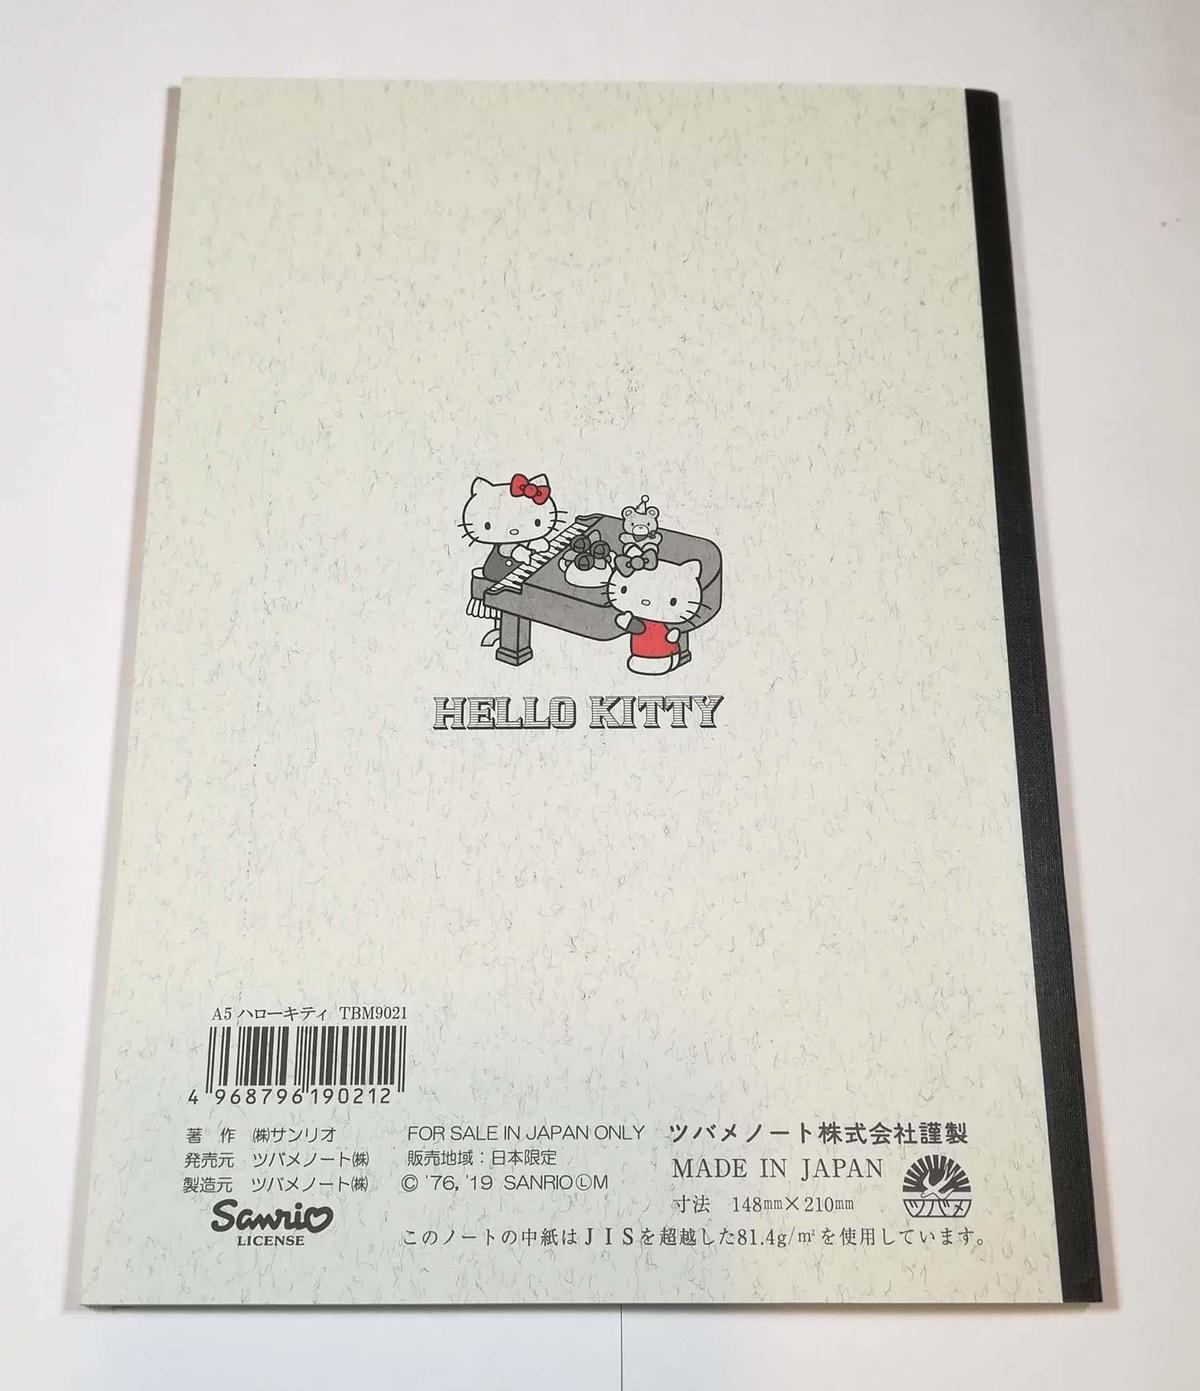 HELLO KITTY
A5 ハローキティ TBM9021
4 968796 190212
著　作　㈱サンリオ
発売元　ツバメノート㈱
製造元　ツバメノート㈱
Sanrio
LICENSE
FOR SALE IN JAPAN ONLY
販売地域：日本限定
© '76, '19 SANRIOⓁM
ツバメノート株式会社謹製
MADE IN JAPAN
寸法　148㎜×210㎜
ツバメ
このノートの中紙はＪＩＳを超越した81.4g/㎡を使用しています。